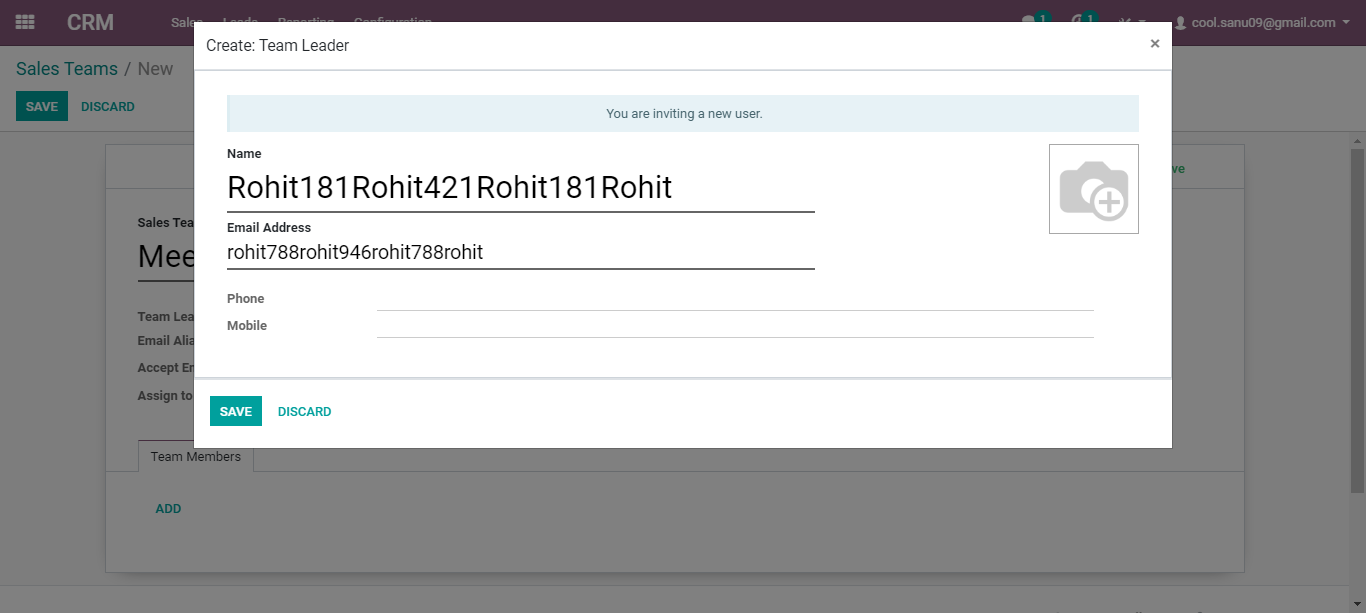 CRM Sales Leads Reporting Configuration 1 1 cool.sanu09@gmail.com
Create: Team Leader ×
Sales Teams / New
SAVE DISCARD
You are inviting a new user.
Name
Rohit181Rohit421Rohit181Rohit
Email Address
rohit788rohit946rohit788rohit
Phone
Mobile
SAVE DISCARD
ve
Sales Tea
Mee
Team Lea
Email Alia
Accept En
Assign to
Team Members
ADD